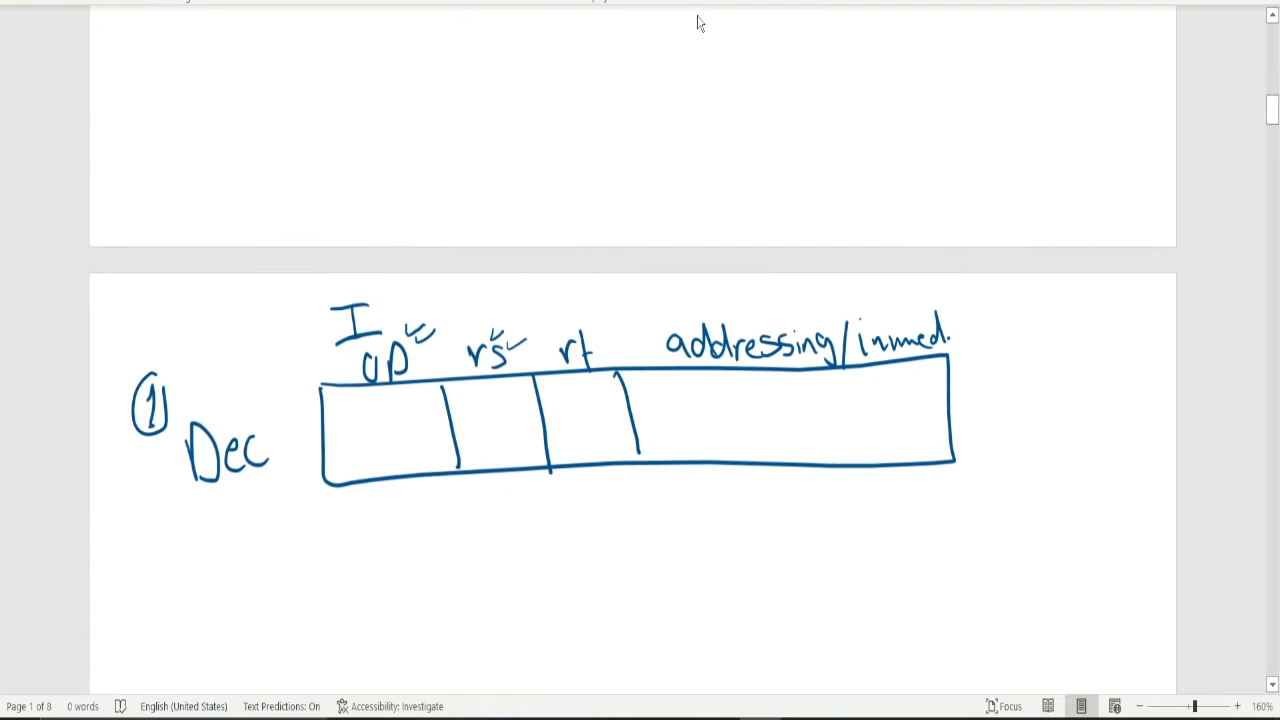 I
op rs rt addressing/immed.
①
Dec
Page 1 of 8 0 words English (United States) Text Predictions: On Accessibility: Investigate Focus 160%